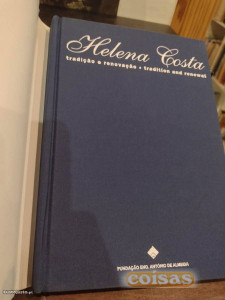 Helena Costa
tradição e renovação • tradition and renewal
FUNDAÇÃO ENG. ANTÓNIO DE ALMEIDA
coisas